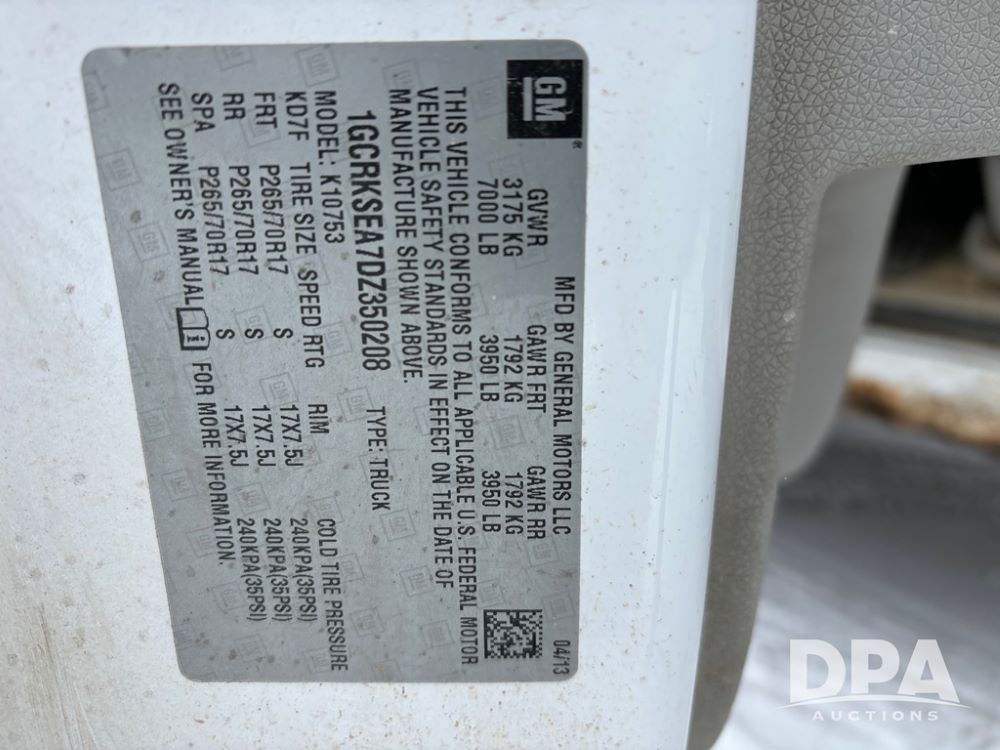 GM
®
MFD BY GENERAL MOTORS LLC 04/13
GVWR GAWR FRT GAWR RR
3175 KG 1792 KG 1792 KG
7000 LB 3950 LB 3950 LB
THIS VEHICLE CONFORMS TO ALL APPLICABLE U.S. FEDERAL MOTOR
VEHICLE SAFETY STANDARDS IN EFFECT ON THE DATE OF
MANUFACTURE SHOWN ABOVE.
1GCRKSEA7DZ350208 TYPE: TRUCK
MODEL: K10753
KD7F TIRE SIZE SPEED RTG RIM COLD TIRE PRESSURE
FRT P265/70R17 S 17X7.5J 240KPA(35PSI)
RR P265/70R17 S 17X7.5J 240KPA(35PSI)
SPA P265/70R17 S 17X7.5J 240KPA(35PSI)
SEE OWNER'S MANUAL i FOR MORE INFORMATION.
DPA
AUCTIONS